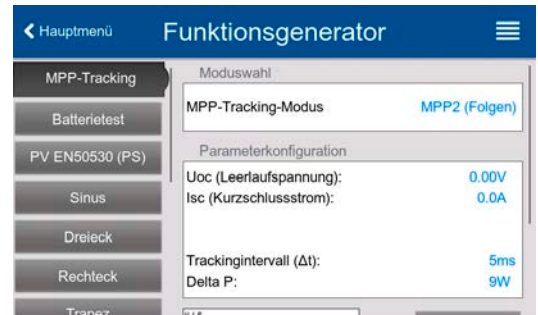 Hauptmenü
Funktionsgenerator
MPP-Tracking
Batterietest
PV EN50530 (PS)
Sinus
Dreieck
Rechteck
Trapez
Moduswahl
MPP-Tracking-Modus MPP2 (Folgen)
Parameterkonfiguration
Uoc (Leerlaufspannung): 0.00V
Isc (Kurzschlussstrom): 0.0A
Trackingintervall (Δt): 5ms
Delta P: 9W